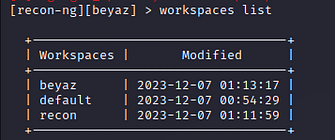 [recon-ng][beyaz] > workspaces list
+----------------------------------+
| Workspaces | Modified |
+----------------------------------+
| beyaz | 2023-12-07 01:13:17 |
| default | 2023-12-07 00:54:29 |
| recon | 2023-12-07 01:11:59 |
+----------------------------------+